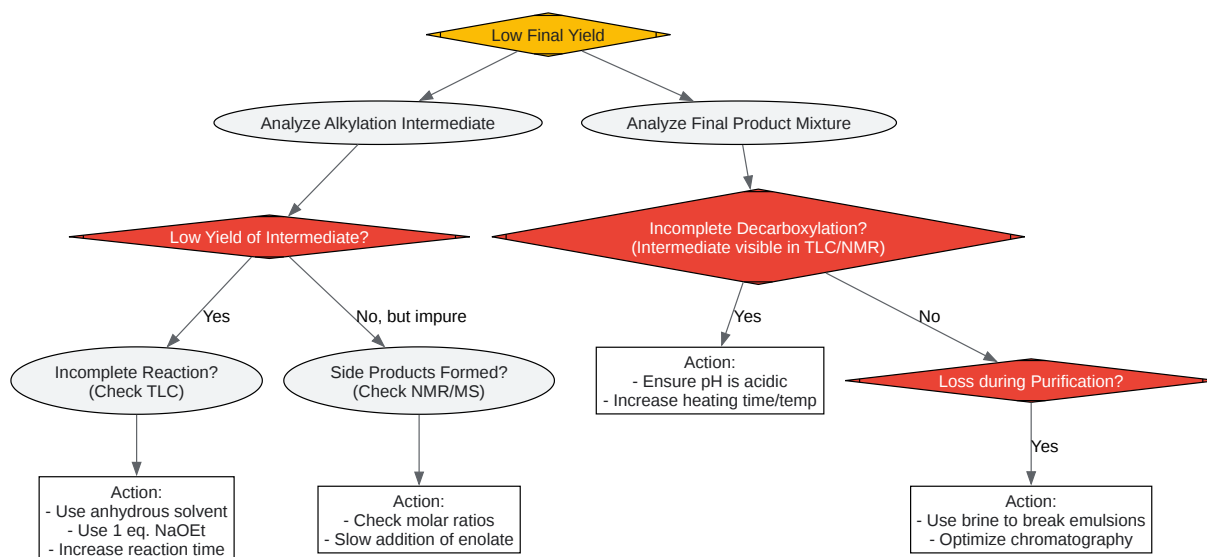 Low Final Yield
Analyze Alkylation Intermediate
Analyze Final Product Mixture
Low Yield of Intermediate?
Incomplete Decarboxylation?
(Intermediate visible in TLC/NMR)
Yes
No, but impure
Yes
No
Incomplete Reaction?
(Check TLC)
Side Products Formed?
(Check NMR/MS)
Action:
- Ensure pH is acidic
- Increase heating time/temp
Loss during Purification?
Yes
Action:
- Use anhydrous solvent
- Use 1 eq. NaOEt
- Increase reaction time
Action:
- Check molar ratios
- Slow addition of enolate
Action:
- Use brine to break emulsions
- Optimize chromatography